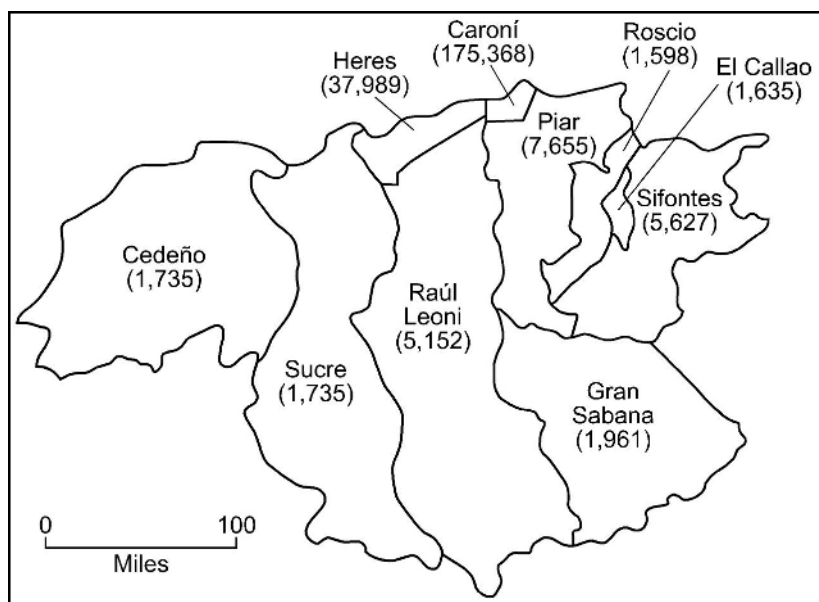 Caroní
(175,368)
Roscio
(1,598)
Heres
(37,989)
El Callao
(1,635)
Piar
(7,655)
Sifontes
(5,627)
Cedeño
(1,735)
Raúl
Leoni
(5,152)
Sucre
(1,735)
Gran
Sabana
(1,961)
0 100
Miles